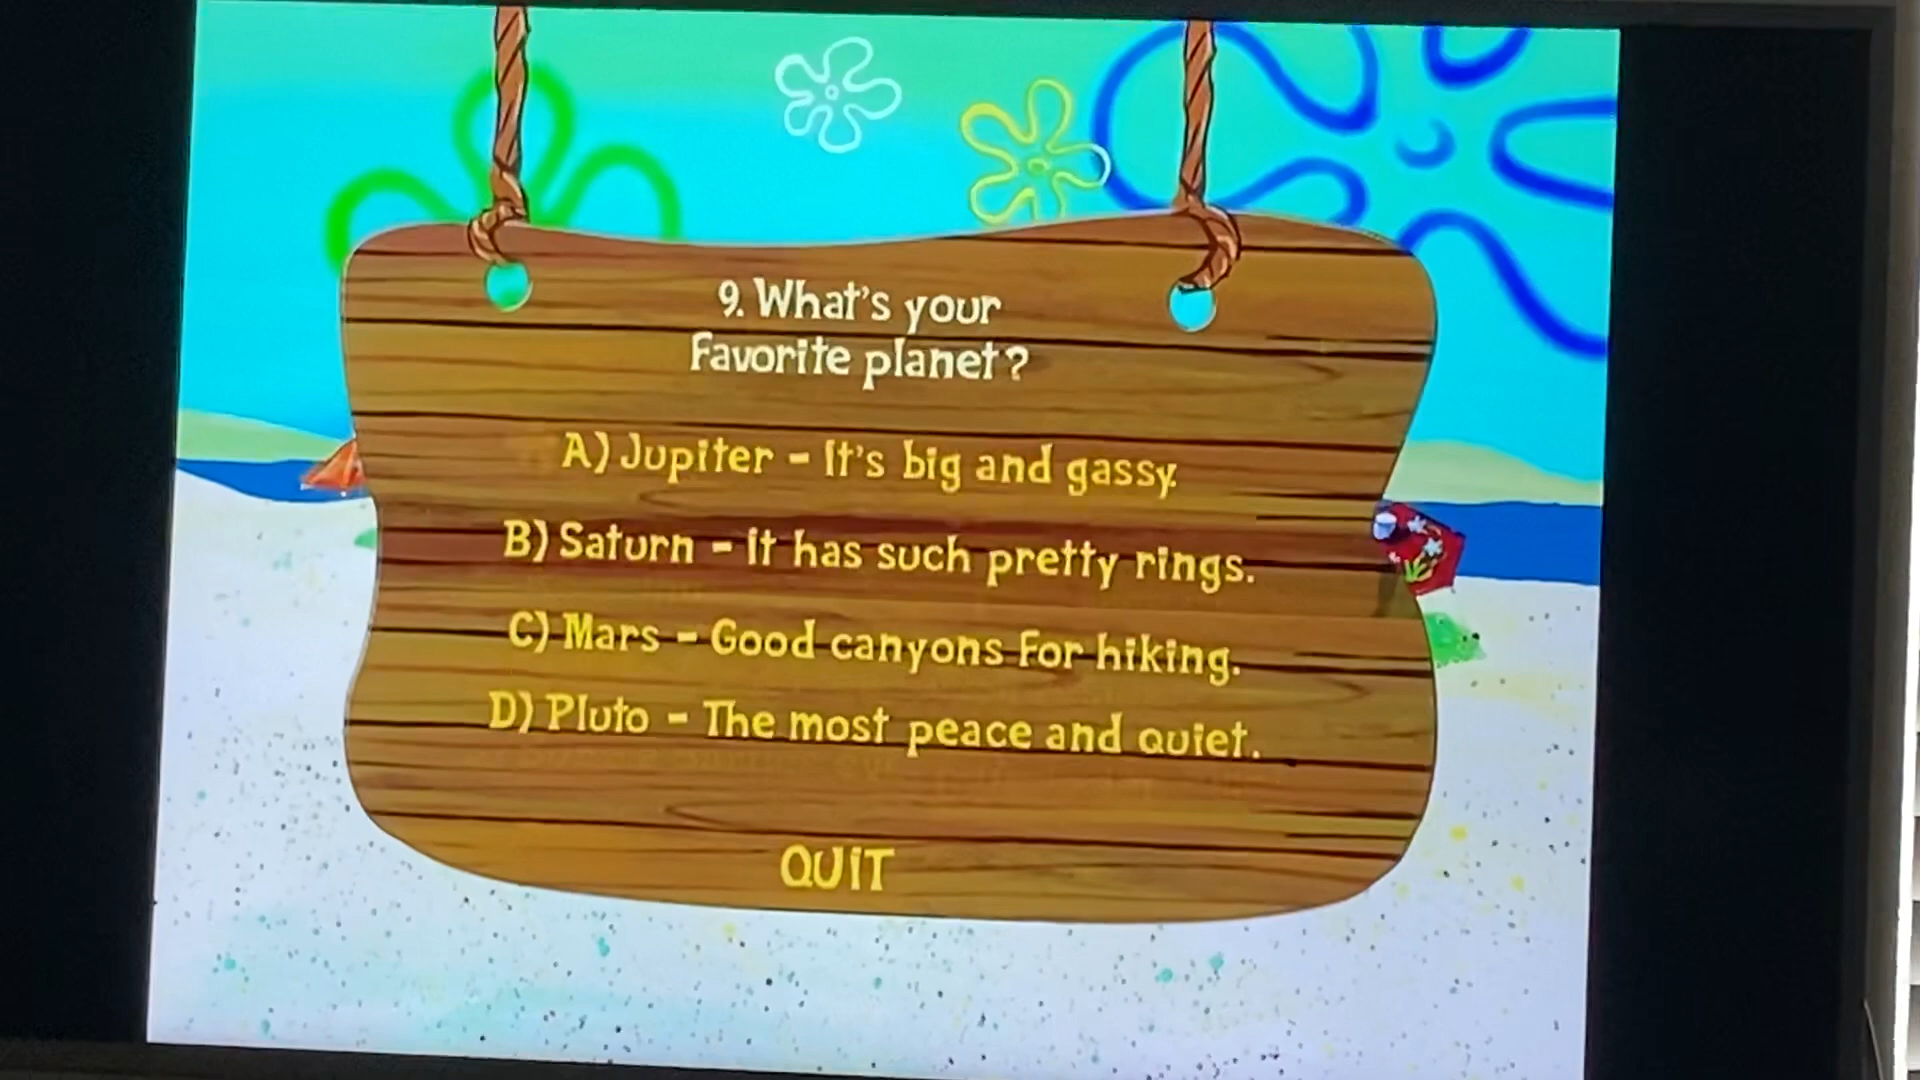 9. What's your
Favorite planet?
A) Jupiter - It's big and gassy.
B) Saturn - it has such pretty rings.
C) Mars - Good canyons For hiking.
D) Pluto - The most peace and quiet.
QUiT